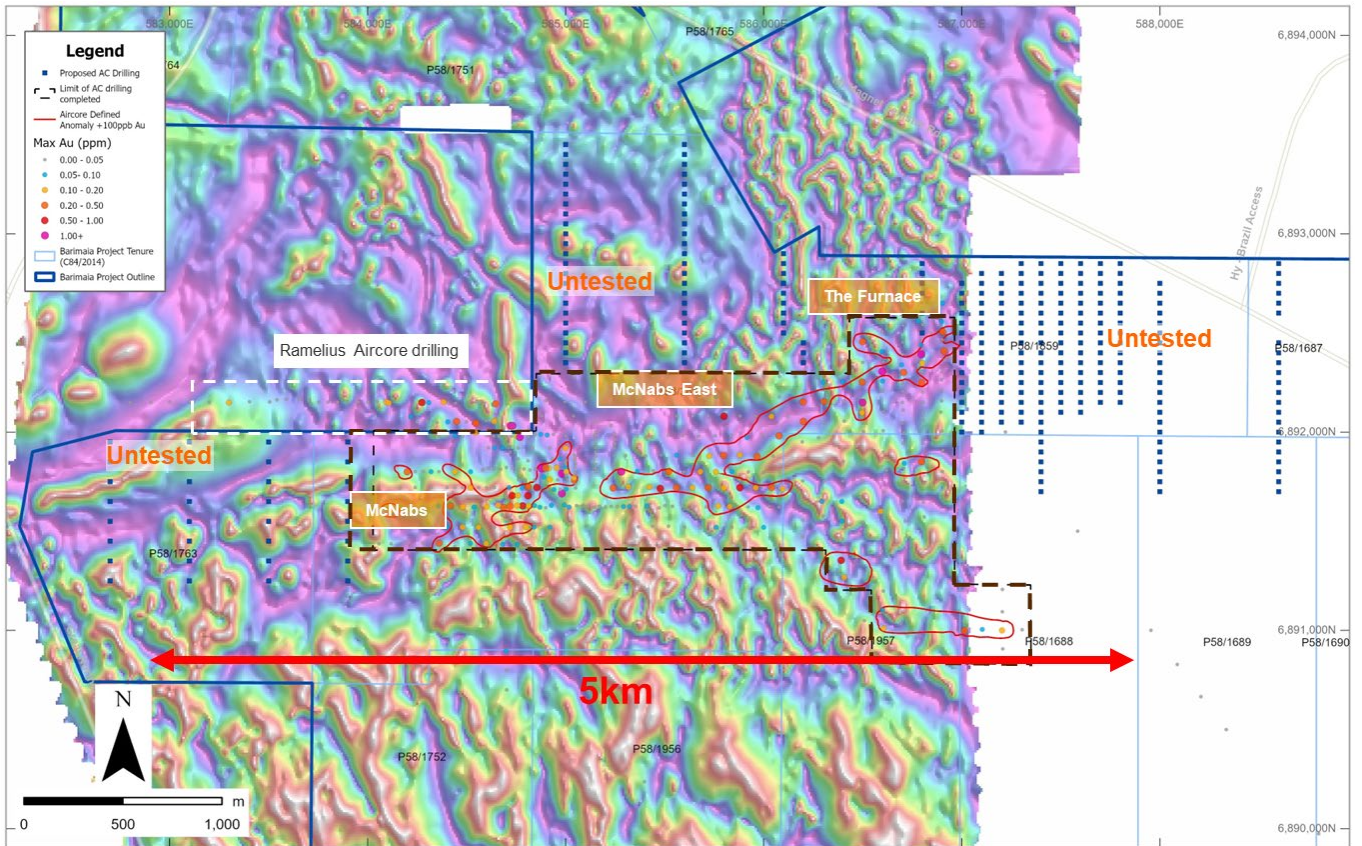 583,000E
584,000E
585,000E
586,000E
587,000E
588,000E
6,894,000N
P58/1765
Legend
Proposed AC Drilling
Limit of AC drilling
completed
Aircore Defined
Anomaly +100ppb Au
Max Au (ppm)
0.00 - 0.05
0.05- 0.10
0.10 - 0.20
0.20 - 0.50
0.50 - 1.00
1.00+
Barimaia Project Tenure
(C84/2014)
Barimaia Project Outline
64
P58/1751
6,893,000N
Hy - Brazil Access
Untested
The Furnace
Untested
P58/1859
P58/1687
Ramelius Aircore drilling
McNabs East
6,892,000N
Untested
McNabs
P58/1763
6,891,000N
P58/1957
P58/1688
P58/1689
P58/1690
5km
N
P58/1752
P58/1956
m
0
500
1,000
6,890,000N